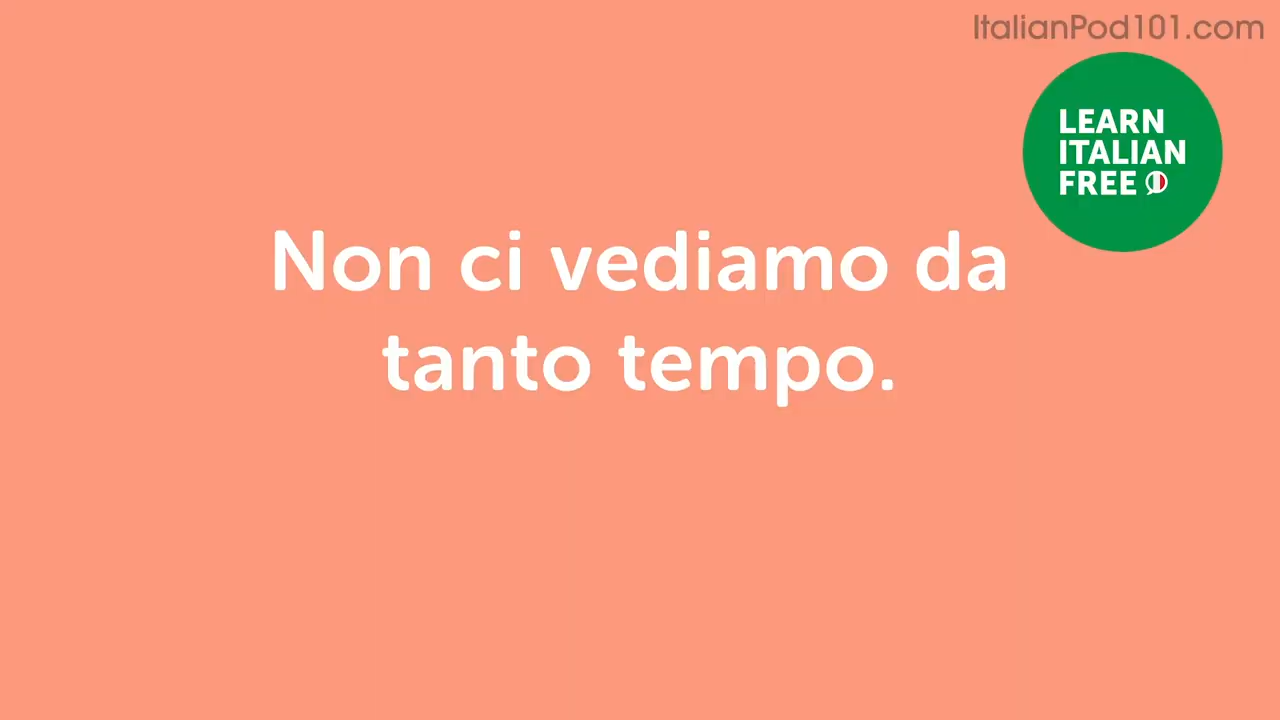 ItalianPod101.com
LEARN
ITALIAN
FREE
Non ci vediamo da
tanto tempo.